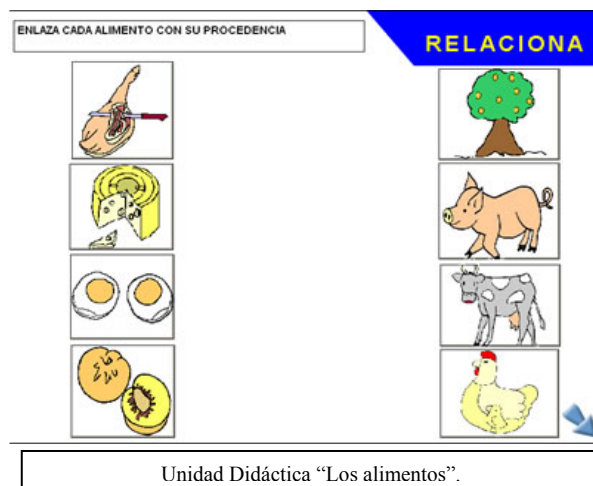 ENLAZA CADA ALIMENTO CON SU PROCEDENCIA
RELACIONA
Unidad Didáctica “Los alimentos”.